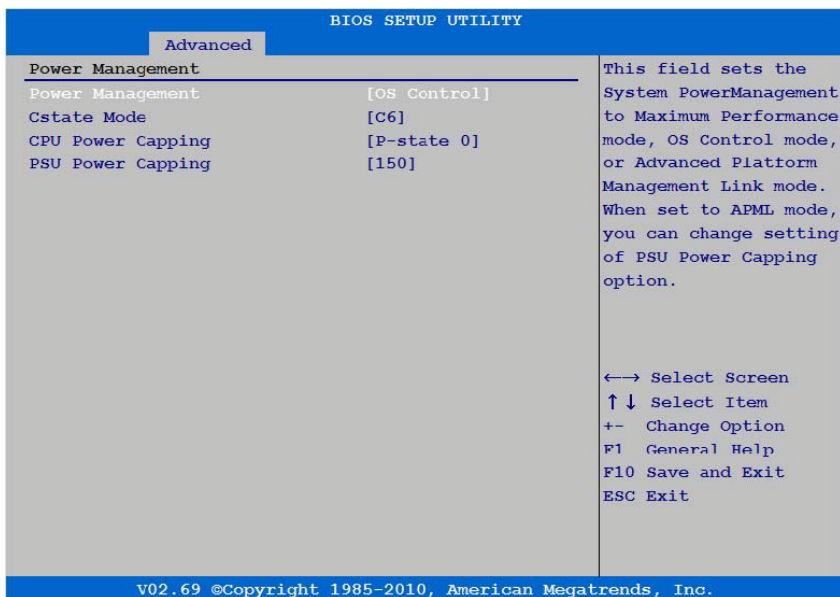 BIOS SETUP UTILITY
Advanced
Power Management
Power Management [OS Control]
Cstate Mode [C6]
CPU Power Capping [P-state 0]
PSU Power Capping [150]
This field sets the
System PowerManagement
to Maximum Performance
mode, OS Control mode,
or Advanced Platform
Management Link mode.
When set to APML mode,
you can change setting
of PSU Power Capping
option.
←→ Select Screen
↑↓ Select Item
+- Change Option
F1 General Help
F10 Save and Exit
ESC Exit
V02.69 ©Copyright 1985-2010, American Megatrends, Inc.